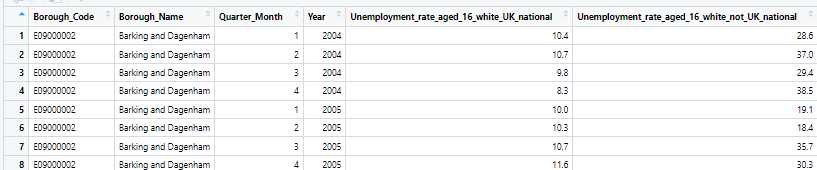 Borough_Code Borough_Name Quarter_Month Year Unemployment_rate_aged_16_white_UK_national Unemployment_rate_aged_16_white_not_UK_national
1 E09000002 Barking and Dagenham 1 2004 10.4 28.6
2 E09000002 Barking and Dagenham 2 2004 10.7 37.0
3 E09000002 Barking and Dagenham 3 2004 9.8 29.4
4 E09000002 Barking and Dagenham 4 2004 8.3 38.5
5 E09000002 Barking and Dagenham 1 2005 10.0 19.1
6 E09000002 Barking and Dagenham 2 2005 10.3 18.4
7 E09000002 Barking and Dagenham 3 2005 10.7 35.7
8 E09000002 Barking and Dagenham 4 2005 11.6 30.3